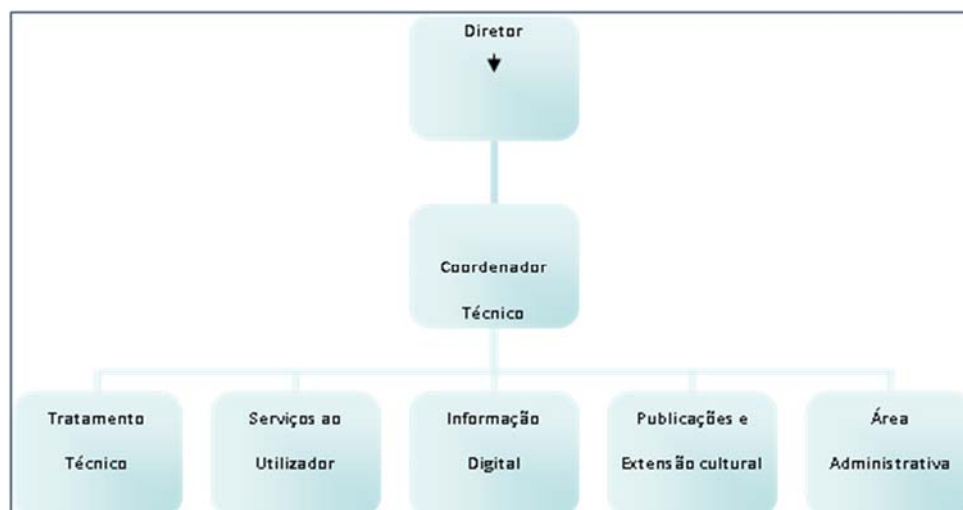 Diretor
Coordenador
Técnico
Tratamento
Técnico
Serviços ao
Utilizador
Informação
Digital
Publicações e
Extensão cultural
Área
Administrativa